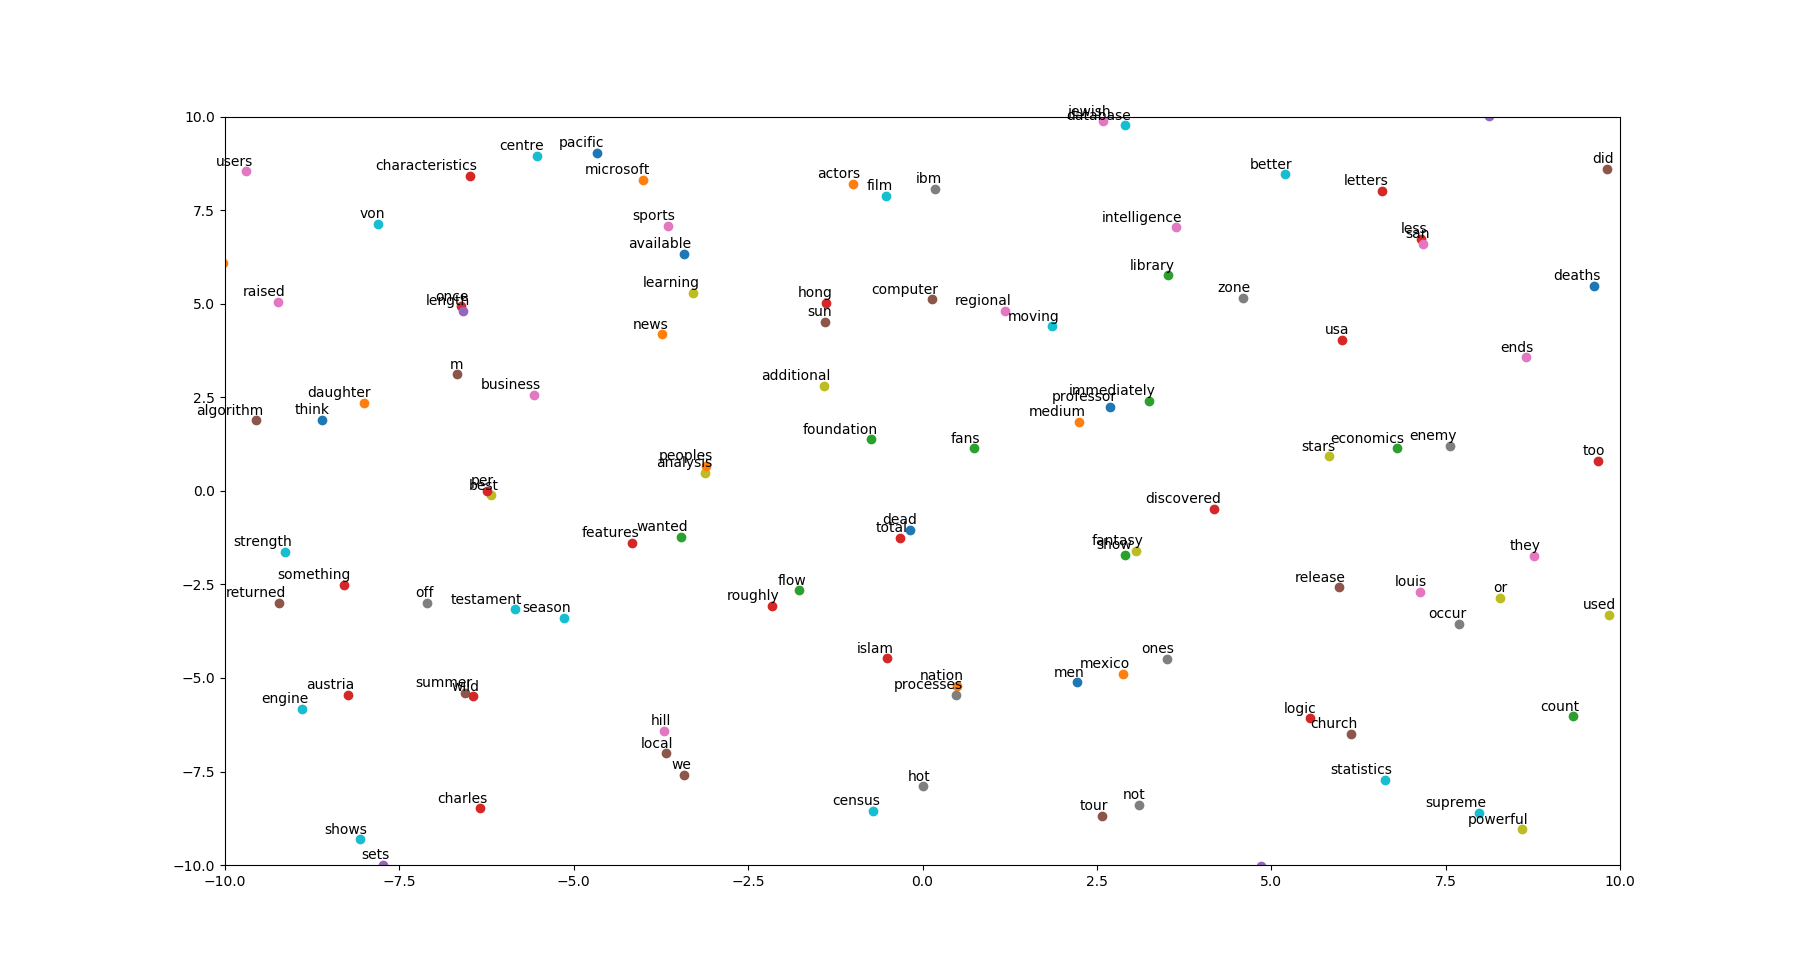 jewish
10.0
database
pacific
centre
did
users
characteristics
microsoft
better
actors
film
ibm
letters
7.5
von
sports
intelligence
less
san
available
library
deaths
learning
raised
hong
computer
zone
once
length
regional
5.0
sun
moving
news
usa
ends
m
additional
business
daughter
immediately
professor
2.5
algorithm
think
medium
foundation
fans
stars
economics
enemy
too
peoples
analysis
per
best
0.0
discovered
dead
total
features
wanted
strength
fantasy
show
they
something
flow
release
louis
or
−2.5
returned
off
testament
season
roughly
used
occur
islam
ones
mexico
nation
men
−5.0
processes
austria
summer
wild
engine
hill
logic
church
count
local
we
−7.5
statistics
hot
charles
census
tour
not
supreme
powerful
shows
sets
−10.0
−10.0 −7.5 −5.0 −2.5 0.0 2.5 5.0 7.5 10.0